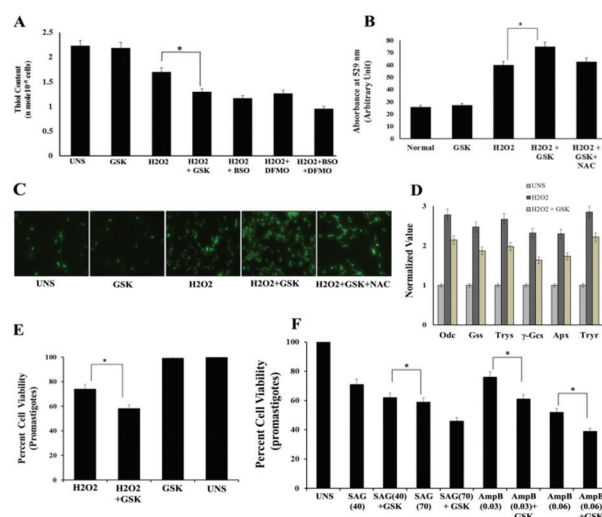 A
Thiol Content
(n mole10⁻⁸ cells)
2.5
2
1.5
1
0.5
0
*
UNS
GSK
H2O2
H2O2
+ GSK
H2O2
+ BSO
H2O2+
DFMO
H2O2+BSO
+DFMO
B
Absorbance at 529 nm
(Arbitrary Unit)
90
80
70
60
50
40
30
20
10
0
*
Normal
GSK
H2O2
H2O2 +
GSK
H2O2 +
GSK+
NAC
C
UNS
GSK
H2O2
H2O2+GSK
H2O2+GSK+NAC
D
UNS
H2O2
H2O2 + GSK
Normalized Value
3
2
1
0
Odc
Gss
Trys
γ-Gcs
Apx
Tryr
E
Percent Cell Viability
(Promastigotes)
100
80
60
40
20
0
*
H2O2
H2O2
+GSK
GSK
UNS
F
Percent Cell Viability
(promastigotes)
100
80
60
40
20
0
*
*
*
UNS
SAG
(40)
SAG(40)
+GSK
SAG
(70)
SAG(70)
+ GSK
AmpB
(0.03)
AmpB
(0.03)+
GSK
AmpB
(0.06)
AmpB
(0.06)
+GSK